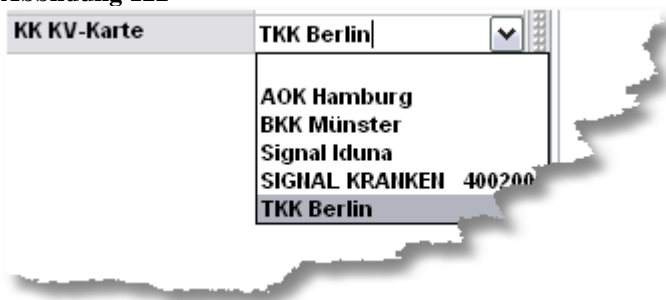 KK KV-Karte TKK Berlin
AOK Hamburg
BKK Münster
Signal Iduna
SIGNAL KRANKEN 400200
TKK Berlin